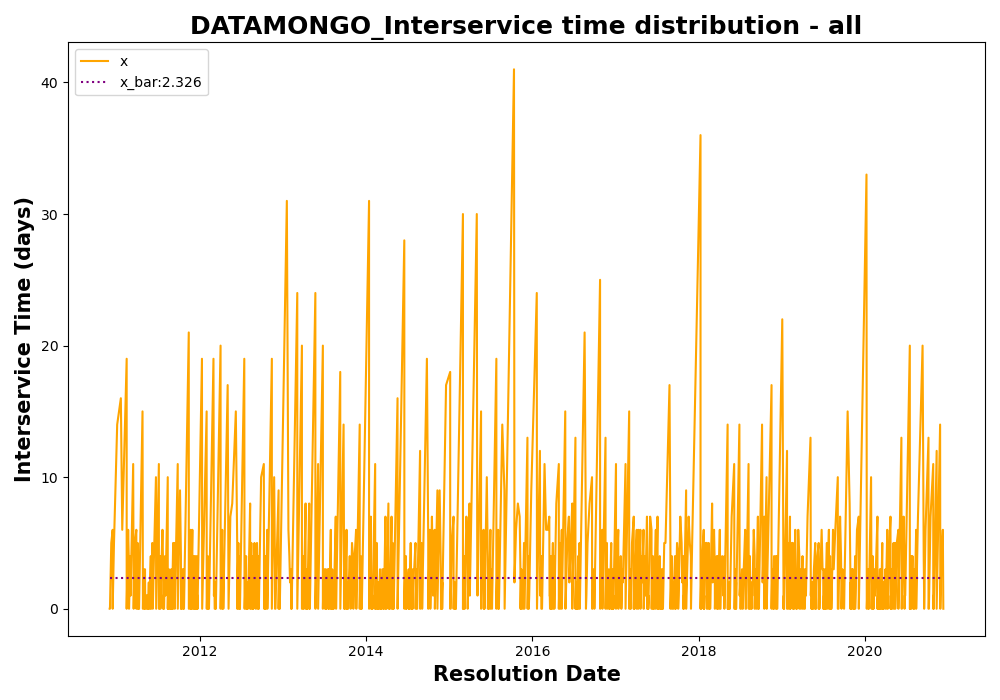 DATAMONGO_Interservice time distribution - all
x
x_bar:2.326
Interservice Time (days)
40
30
20
10
0
2012 2014 2016 2018 2020
Resolution Date